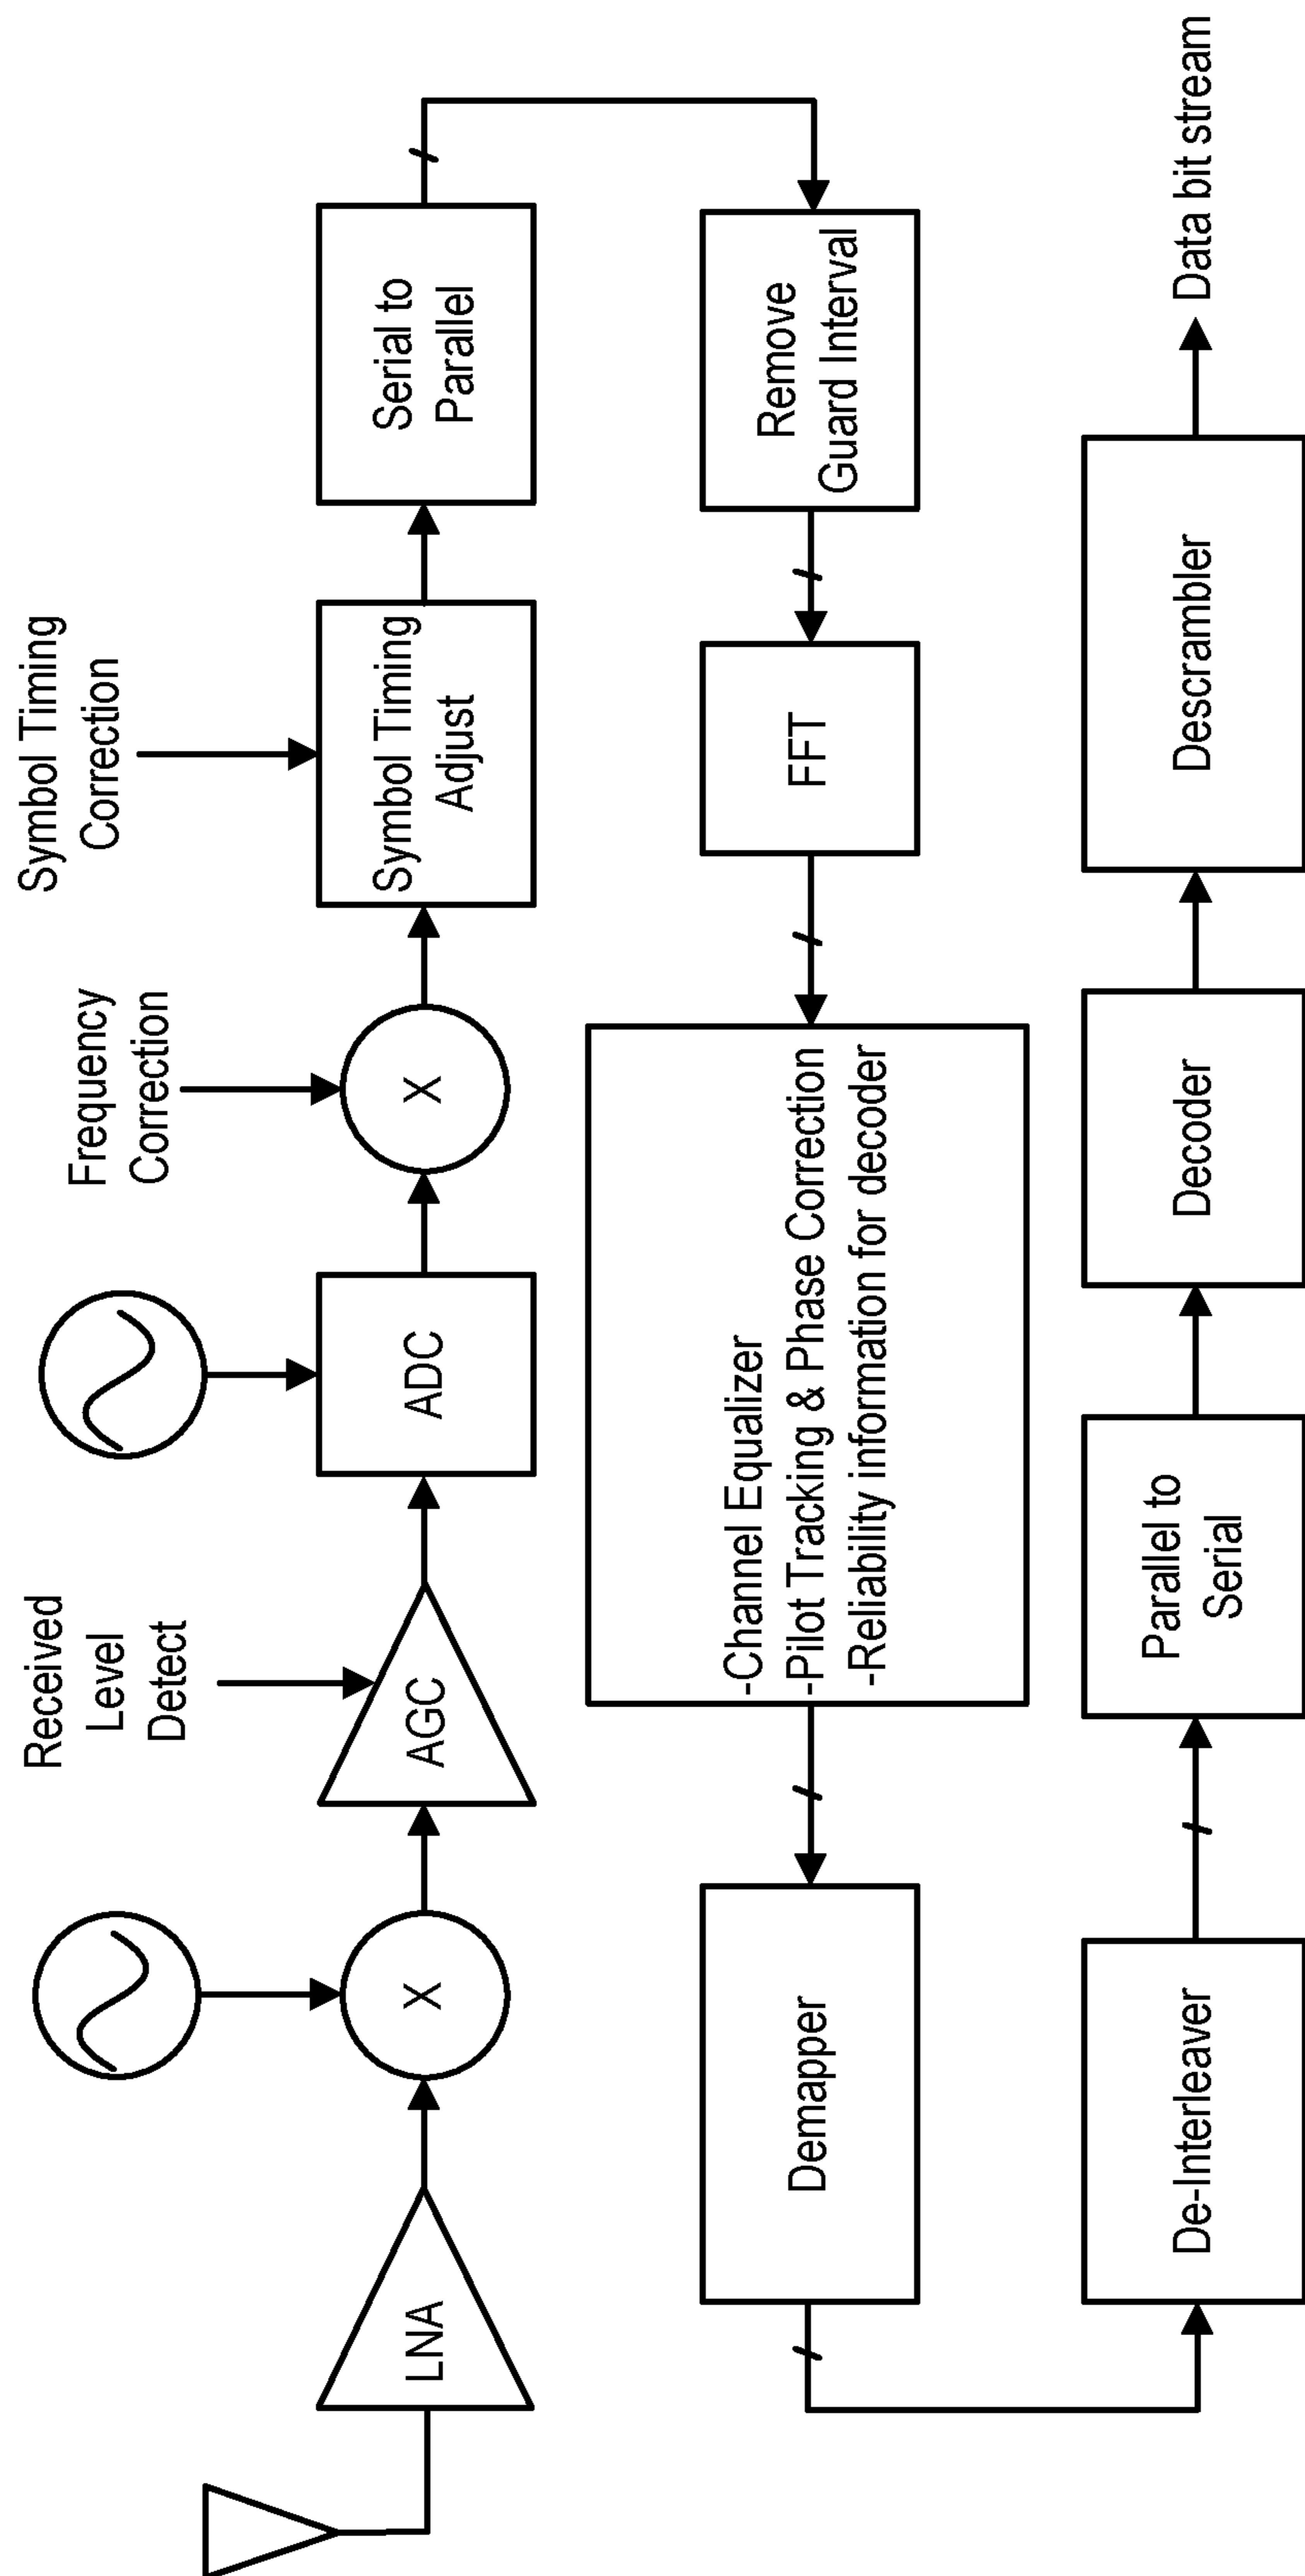 Received
Level
Detect
Frequency
Correction
Symbol Timing
Correction
LNA
X
AGC
ADC
X
Symbol Timing
Adjust
Serial to
Parallel
Demapper
-Channel Equalizer
-Pilot Tracking & Phase Correction
-Reliability information for decoder
FFT
Remove
Guard Interval
De-Interleaver
Parallel to
Serial
Decoder
Descrambler
Data bit stream